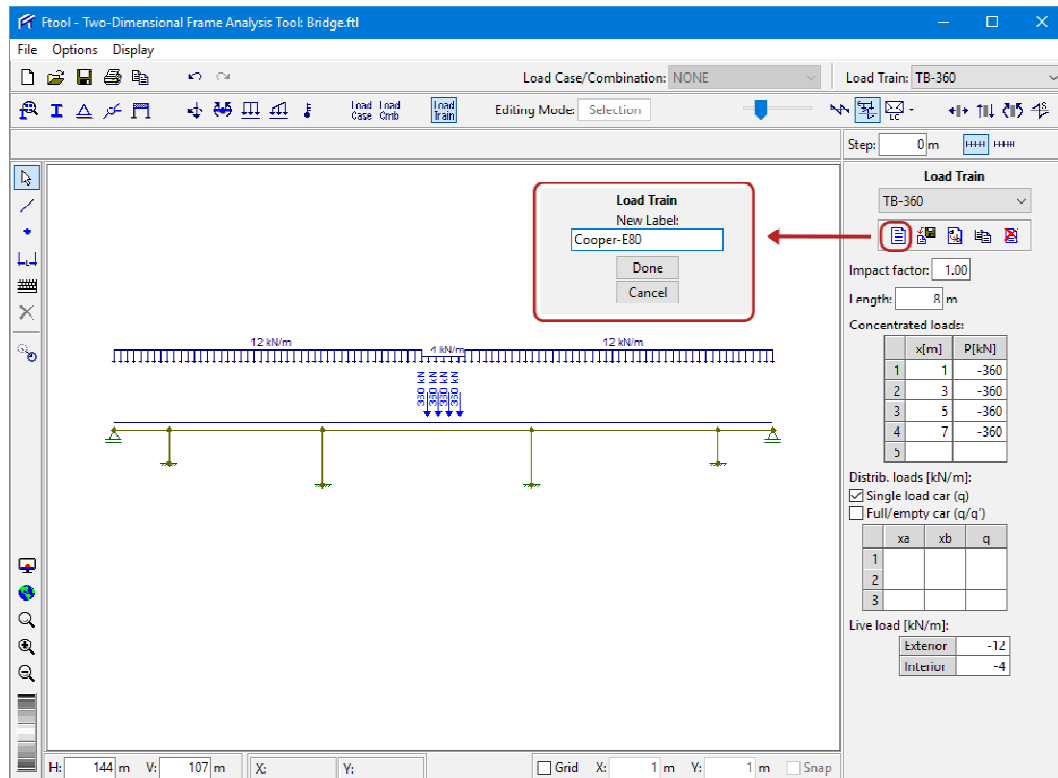 Ftool - Two-Dimensional Frame Analysis Tool: Bridge.ftl
File Options Display
Load Case/Combination: NONE Load Train: TB-360
Load Case Load Cmb Load Train Editing Mode: Selection LC
Step: 0 m
Load Train
TB-360
Load Train
New Label:
Cooper-E80
Done
Cancel
Impact factor: 1.00
Length: 8 m
Concentrated loads:
x[m] P[kN]
1 1 -360
2 3 -360
3 5 -360
4 7 -360
5
12 kN/m 4 kN/m 12 kN/m
360 kN 360 kN 360 kN 360 kN
Distrib. loads [kN/m]:
Single load car (q)
Full/empty car (q/q')
xa xb q
1
2
3
Live load [kN/m]:
Exterior -12
Interior -4
H: 144 m V: 107 m X: Y: Grid X: 1 m Y: 1 m Snap